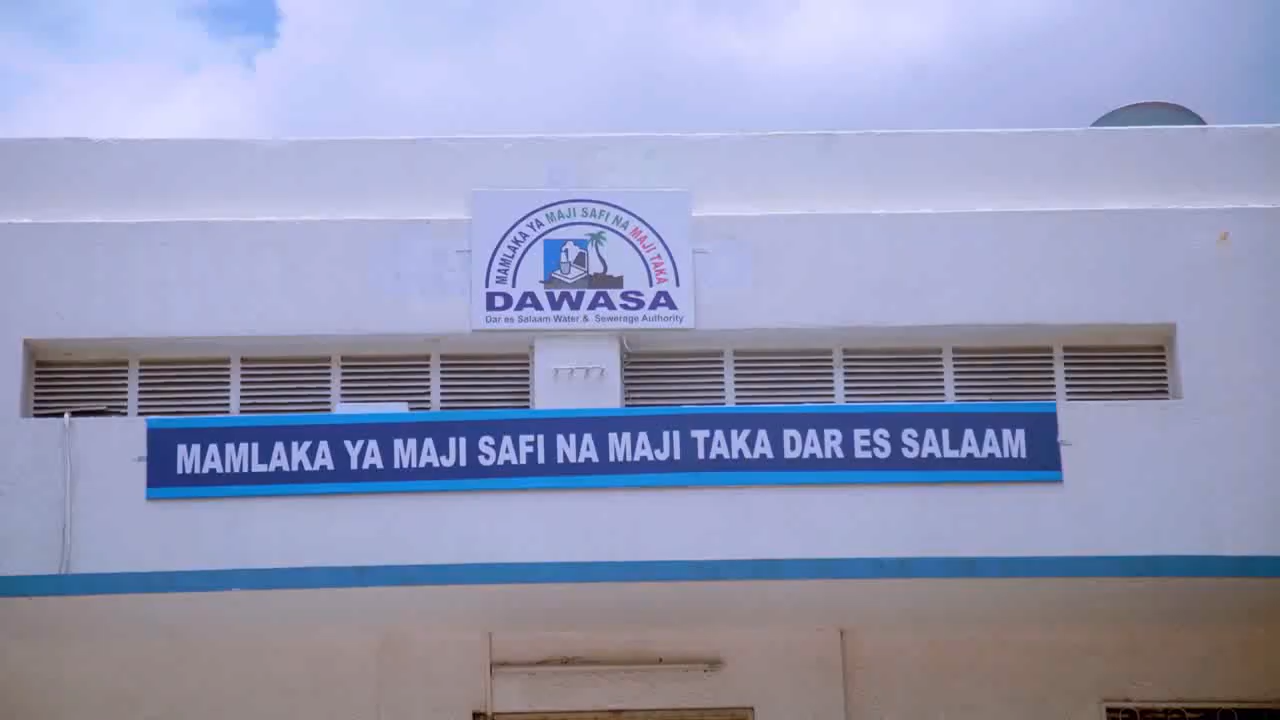 MAMLAKA YA MAJI SAFI NA MAJI TAKA
DAWASA
Dar es Salaam Water & Sewerage Authority
MAMLAKA YA MAJI SAFI NA MAJI TAKA DAR ES SALAAM